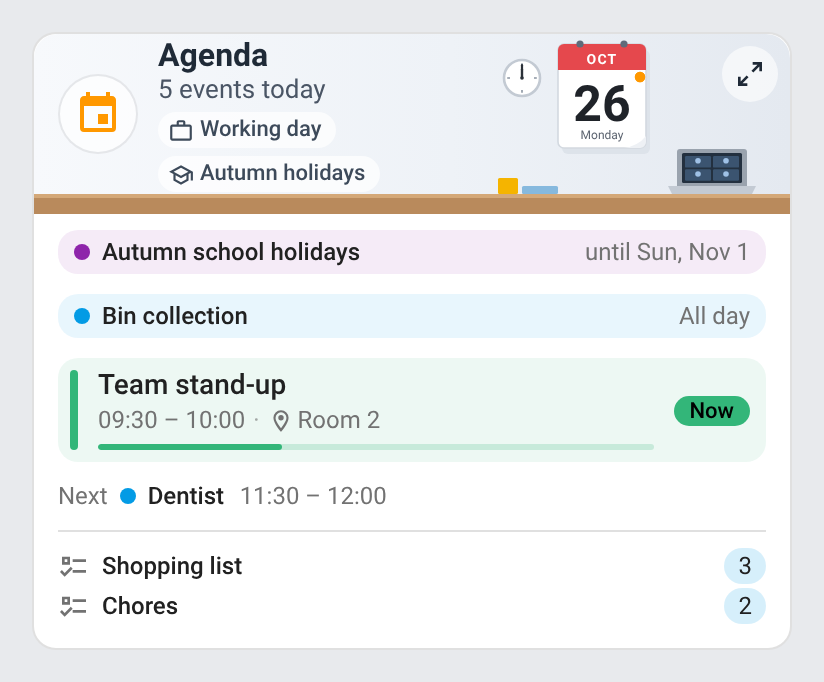 Agenda
5 events today
Working day
Autumn holidays
OCT
26
Monday
Autumn school holidays until Sun, Nov 1
Bin collection All day
Team stand-up
09:30 – 10:00 · Room 2
Now
Next Dentist 11:30 – 12:00
Shopping list 3
Chores 2